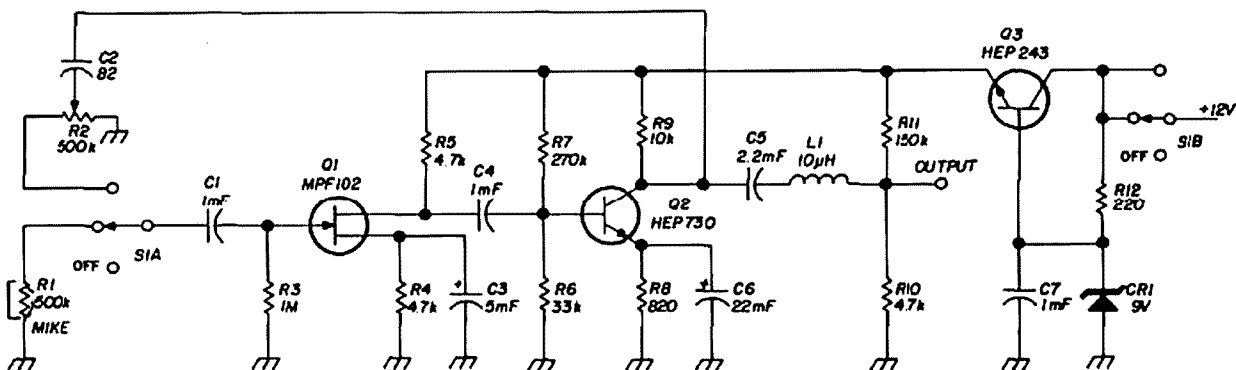 C2
82
R2
500k
R1
500k
MIKE
OFF
S1A
C1
1mF
R3
1M
Q1
MPF102
R5
4.7k
R4
4.7k
C3
5mF
C4
1mF
R7
270k
R6
33k
R9
10k
Q2
HEP730
R8
820
C6
22mF
C5
2.2mF
L1
10μH
R11
150k
OUTPUT
R10
4.7k
Q3
HEP 243
+12V
OFF
S1B
R12
220
C7
1mF
CR1
9V